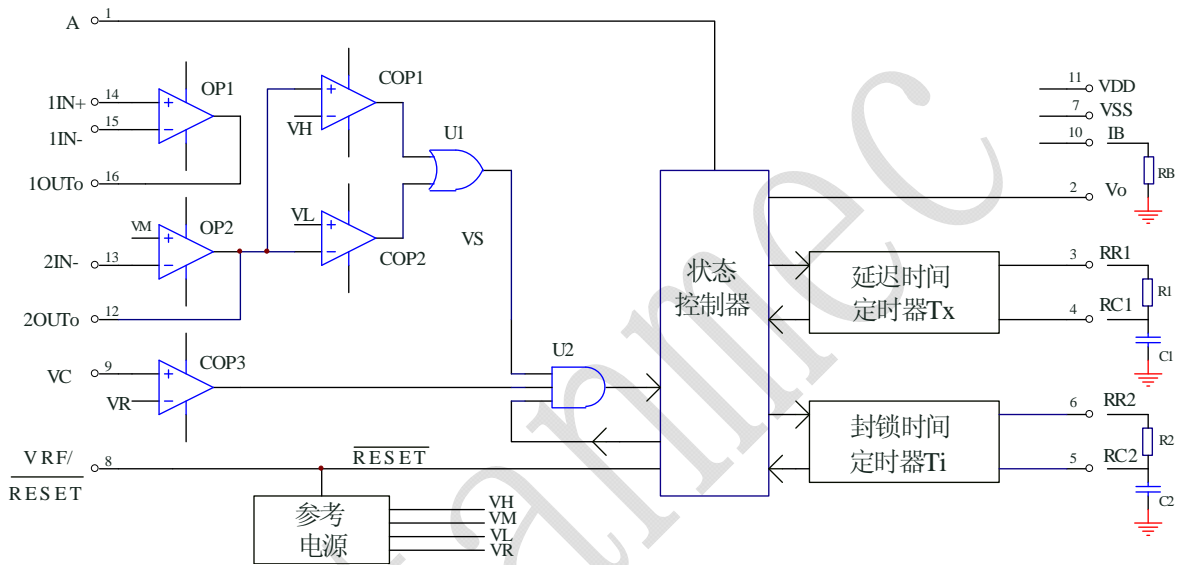 A 1
1IN+ 14
1IN- 15
1OUTo 16
OP1
VM
OP2
2IN- 13
2OUTo 12
COP1
VH
VL
COP2
U1
VS
VC 9
VR
COP3
U2
VRF/
RESET
8
RESET
参考
电源
VH
VM
VL
VR
状态
控制器
延迟时间
定时器Tx
封锁时间
定时器Ti
11 VDD
7 VSS
10 IB
RB
2 Vo
3 RR1
R1
4 RC1
C1
6 RR2
R2
5 RC2
C2